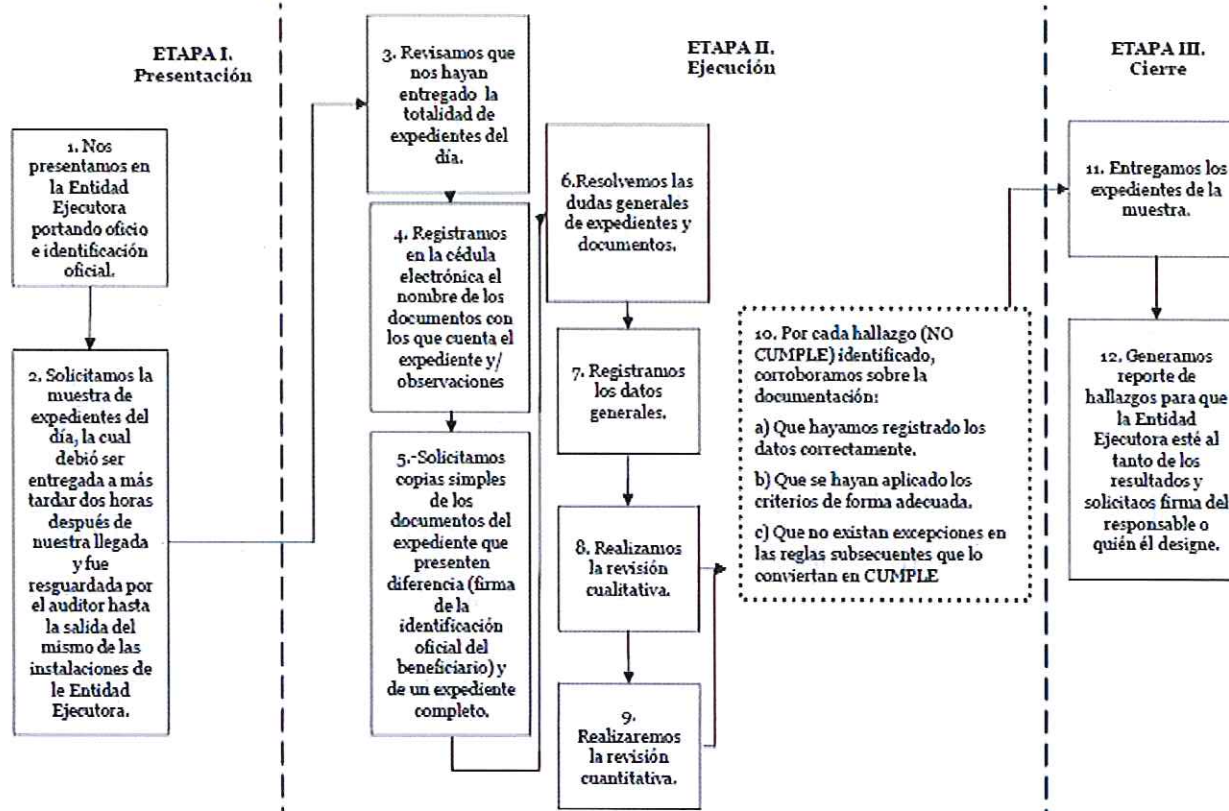 ETAPA I.
Presentación
1. Nos
presentamos en
la Entidad
Ejecutora
portando oficio
e identificación
oficial.
2. Solicitamos la
muestra de
expedientes del
día, la cual
debió ser
entregada a más
tardar dos horas
después de
nuestra llegada
y fue
resguardada por
el auditor hasta
la salida del
mismo de las
instalaciones de
le Entidad
Ejecutora.
ETAPA II.
Ejecución
3. Revisamos que
nos hayan
entregado la
totalidad de
expedientes del
día.
4. Registramos
en la cédula
electrónica el
nombre de los
documentos con
los que cuenta el
expediente y/
observaciones
5.-Solicitamos
copias simples
de los
documentos del
expediente que
presenten
diferencia (firma
de la
identificación
oficial del
beneficiario) y
de un expediente
completo.
6.Resolvemos las
dudas generales
de expedientes y
documentos.
7. Registramos
los datos
generales.
8. Realizamos
la revisión
cualitativa.
9.
Realizaremos
la revisión
cuantitativa.
10. Por cada hallazgo (NO
CUMPLE) identificado,
corroboramos sobre la
documentación:
a) Que hayamos registrado los
datos correctamente.
b) Que se hayan aplicado los
criterios de forma adecuada.
c) Que no existan excepciones en
las reglas subsecuentes que lo
conviertan en CUMPLE
ETAPA III.
Cierre
11. Entregamos los
expedientes de la
muestra.
12. Generamos
reporte de
hallazgos para que
la Entidad
Ejecutora esté al
tanto de los
resultados y
solicitaos firma del
responsable o
quién él designe.